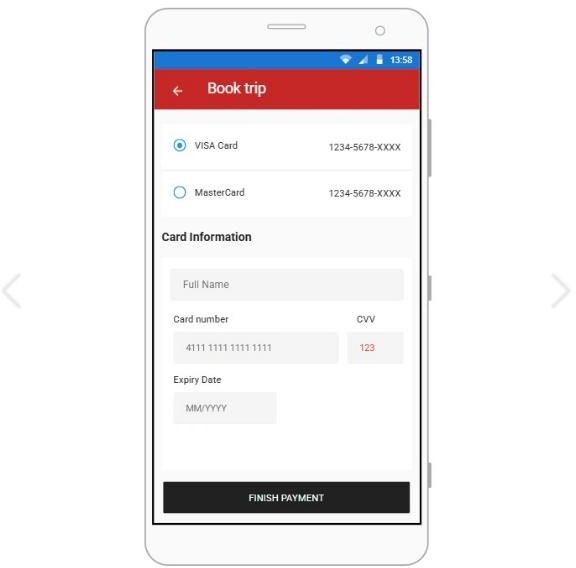 13:58
Book trip
VISA Card 1234-5678-XXXX
MasterCard 1234-5678-XXXX
Card Information
Full Name
Card number CVV
4111 1111 1111 1111 123
Expiry Date
MM/YYYY
FINISH PAYMENT